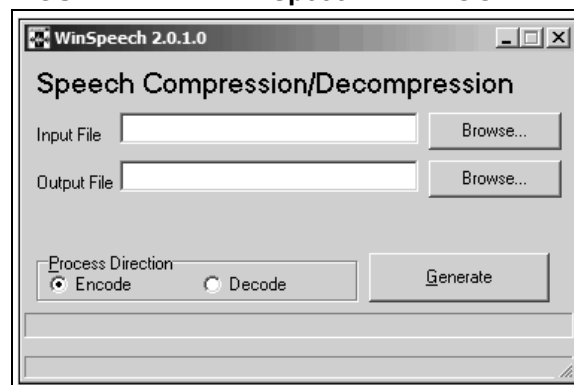 WinSpeech 2.0.1.0
Speech Compression/Decompression
Input File
Browse...
Output File
Browse...
Process Direction
Encode
Decode
Generate